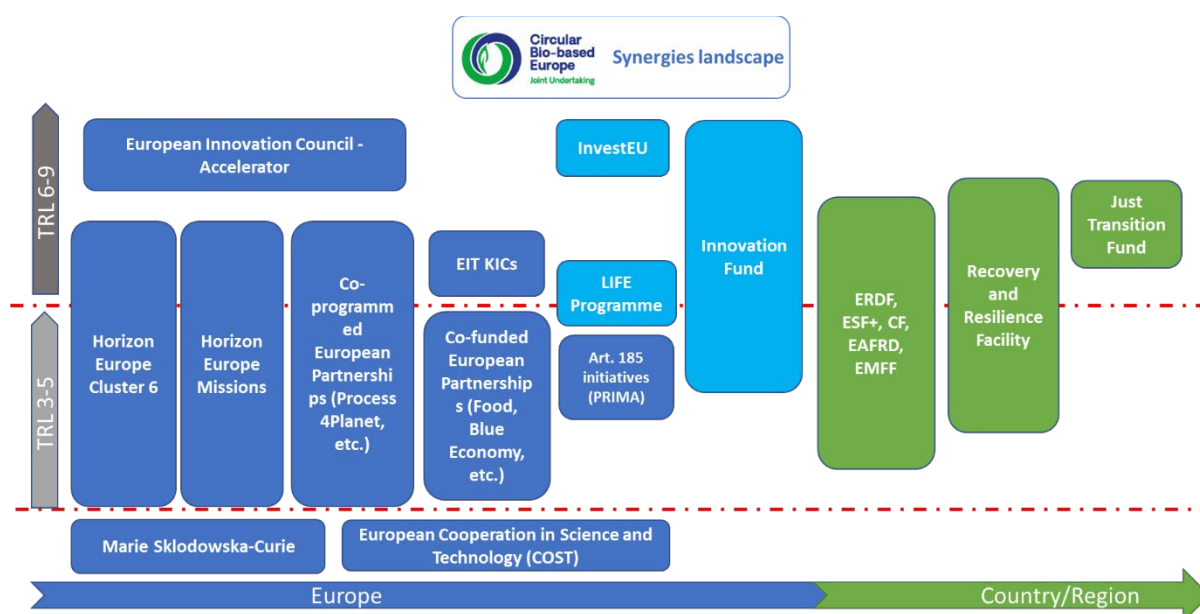 Circular
Bio-based
Europe
Joint Undertaking
Synergies landscape
TRL 6-9
TRL 3-5
European Innovation Council -
Accelerator
InvestEU
Innovation
Fund
Just
Transition
Fund
Horizon
Europe
Cluster 6
Horizon
Europe
Missions
Co-
programm
ed
European
Partnershi
ps (Process
4Planet,
etc.)
EIT KICs
LIFE
Programme
Co-funded
European
Partnership
s (Food,
Blue
Economy,
etc.)
Art. 185
initiatives
(PRIMA)
ERDF,
ESF+, CF,
EAFRD,
EMFF
Recovery
and
Resilience
Facility
Marie Sklodowska-Curie
European Cooperation in Science and
Technology (COST)
Europe
Country/Region